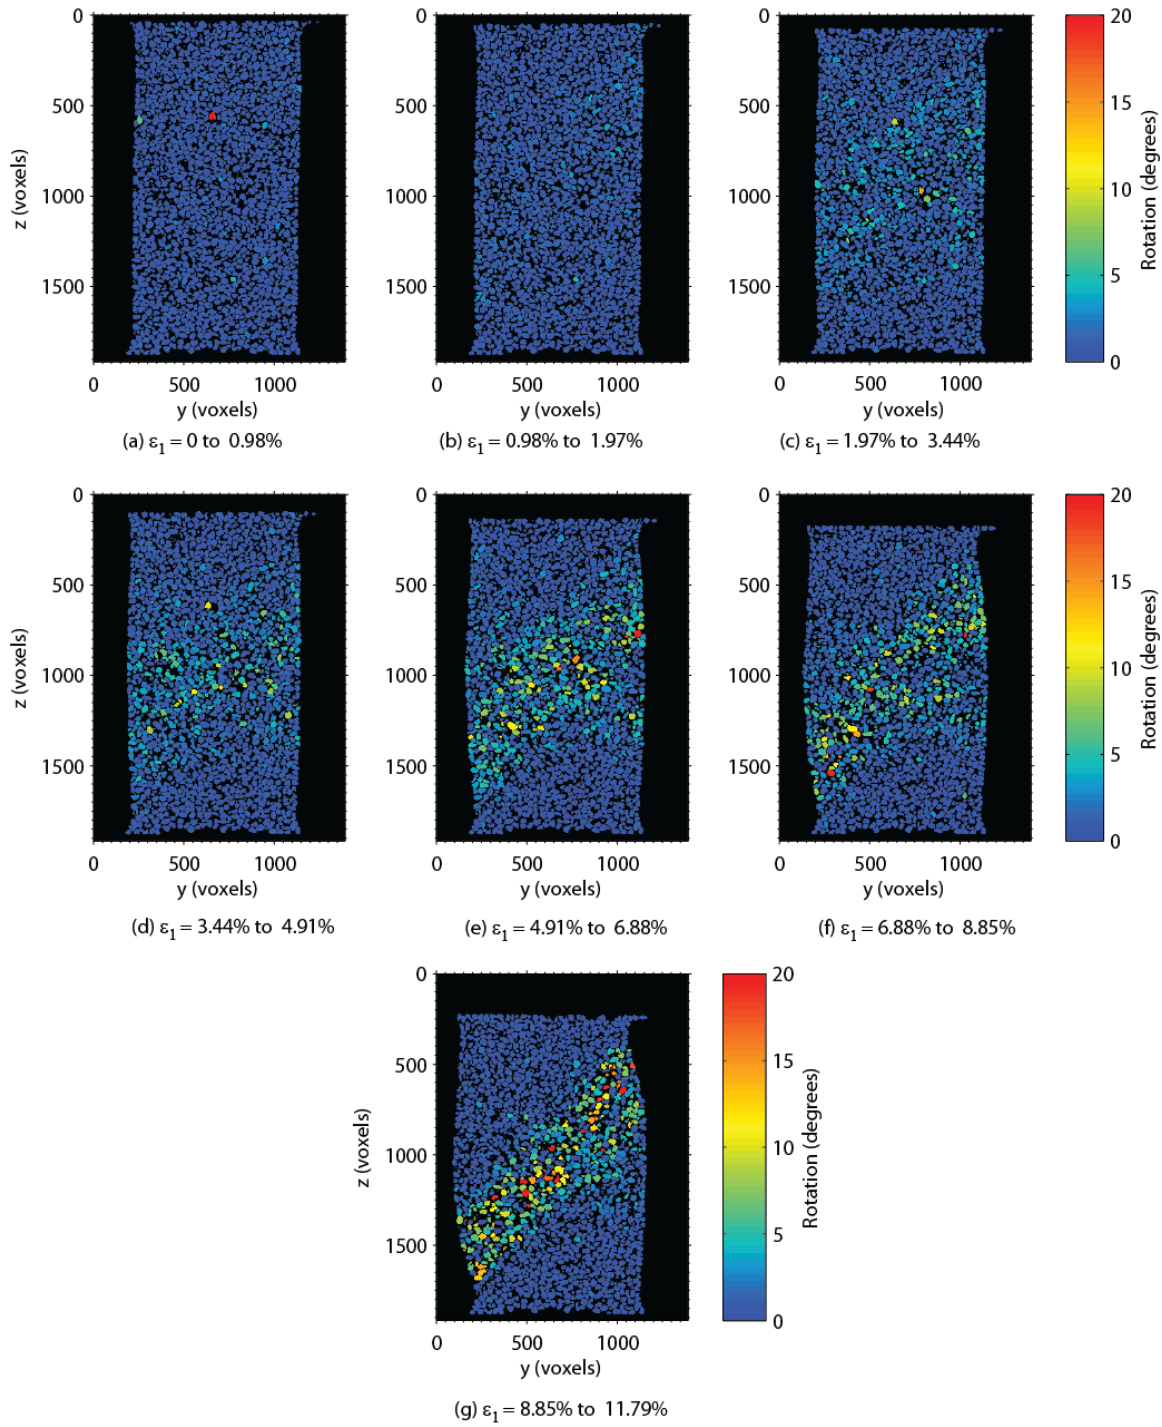 0
500
1000
1500
z (voxels)
0 500 1000
y (voxels)
(a) ε1 = 0 to 0.98%
0
500
1000
1500
0 500 1000
y (voxels)
(b) ε1 = 0.98% to 1.97%
0
500
1000
1500
0 500 1000
y (voxels)
(c) ε1 = 1.97% to 3.44%
20
15
10
5
0
Rotation (degrees)
0
500
1000
1500
z (voxels)
0 500 1000
y (voxels)
(d) ε1 = 3.44% to 4.91%
0
500
1000
1500
0 500 1000
y (voxels)
(e) ε1 = 4.91% to 6.88%
0
500
1000
1500
0 500 1000
y (voxels)
(f) ε1 = 6.88% to 8.85%
20
15
10
5
0
Rotation (degrees)
0
500
1000
1500
z (voxels)
0 500 1000
y (voxels)
(g) ε1 = 8.85% to 11.79%
20
15
10
5
0
Rotation (degrees)